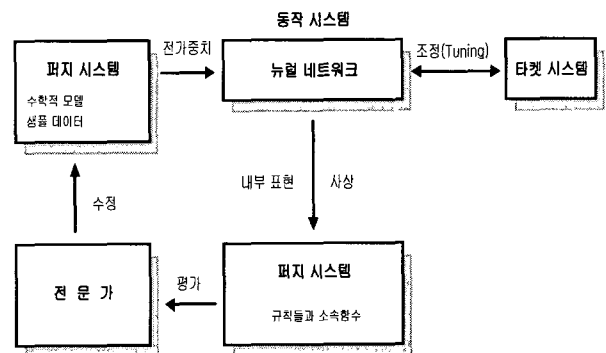 동작 시스템
퍼지 시스템
수학적 모델
샘플 데이터
전가중치
뉴럴 네트워크
조정(Tuning)
타켓 시스템
내부 표현
사상
수정
전 문 가
평가
퍼지 시스템
규칙들과 소속함수